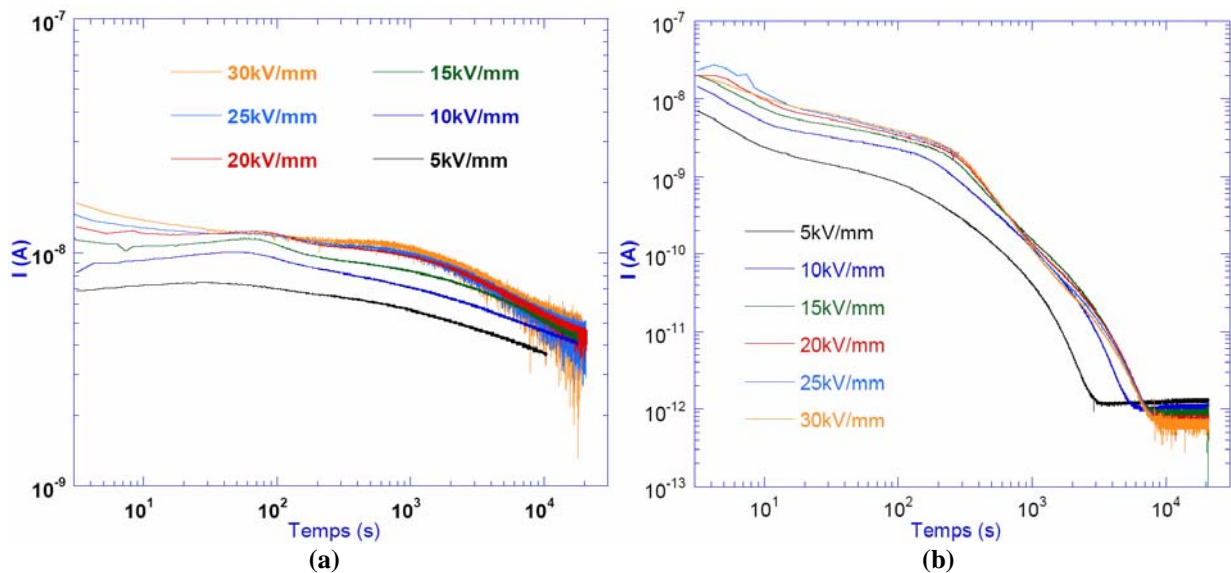 10^-7
10^-8
10^-9
I (A)
30kV/mm
25kV/mm
20kV/mm
15kV/mm
10kV/mm
5kV/mm
10^1
10^2
10^3
10^4
Temps (s)
(a)
10^-7
10^-8
10^-9
10^-10
10^-11
10^-12
10^-13
I (A)
5kV/mm
10kV/mm
15kV/mm
20kV/mm
25kV/mm
30kV/mm
10^1
10^2
10^3
10^4
Temps (s)
(b)